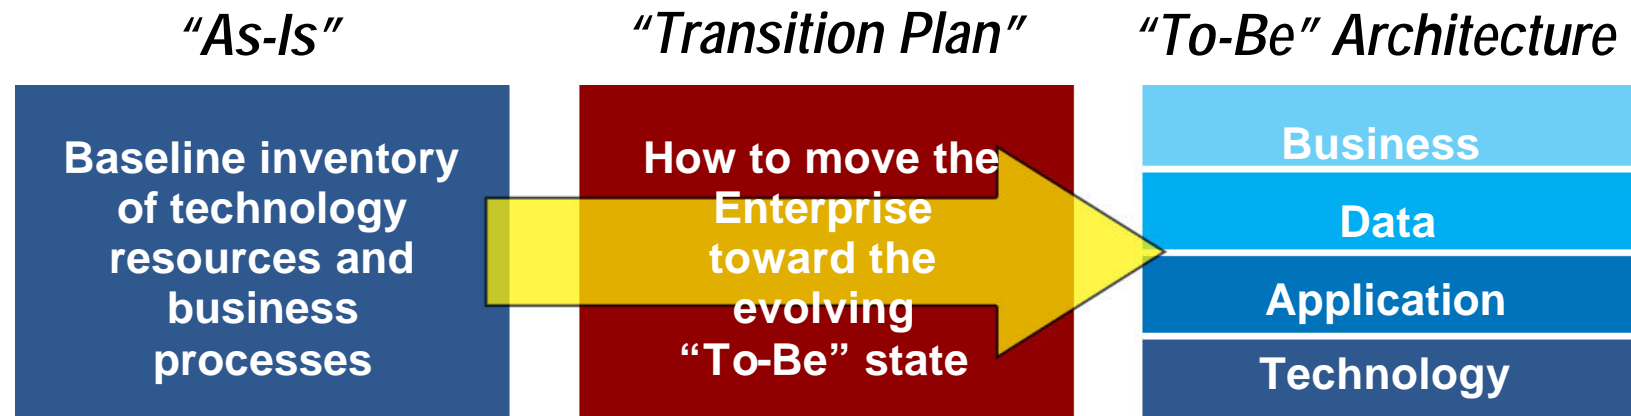 “As-Is”
“Transition Plan”
“To-Be” Architecture
Baseline inventory
of technology
resources and
business
processes
How to move the
Enterprise
toward the
evolving
“To-Be” state
Business
Data
Application
Technology